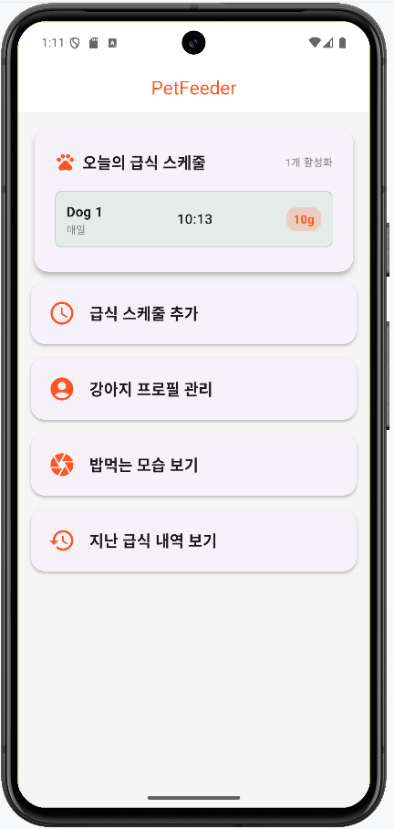 1:11
PetFeeder
오늘의 급식 스케줄
1개 활성화
Dog 1
매일
10:13
10g
급식 스케줄 추가
강아지 프로필 관리
밥먹는 모습 보기
지난 급식 내역 보기